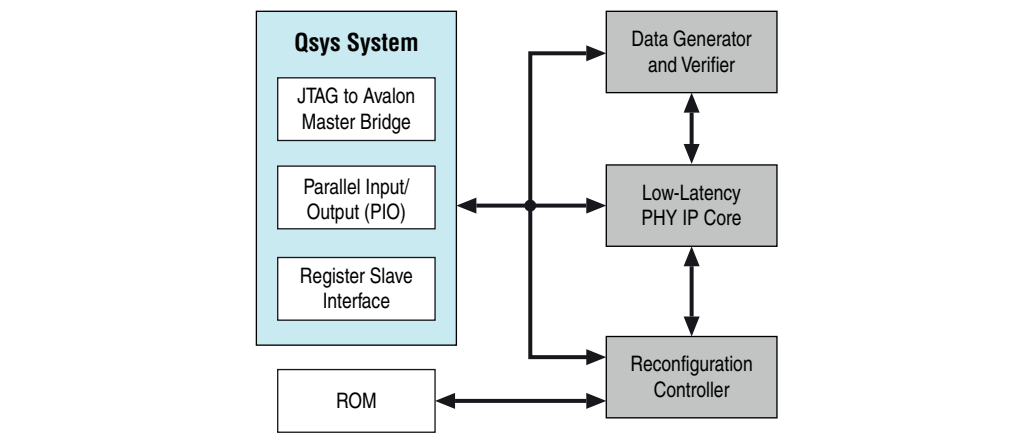 Qsys System
JTAG to Avalon
Master Bridge
Parallel Input/
Output (PIO)
Register Slave
Interface
ROM
Data Generator
and Verifier
Low-Latency
PHY IP Core
Reconfiguration
Controller